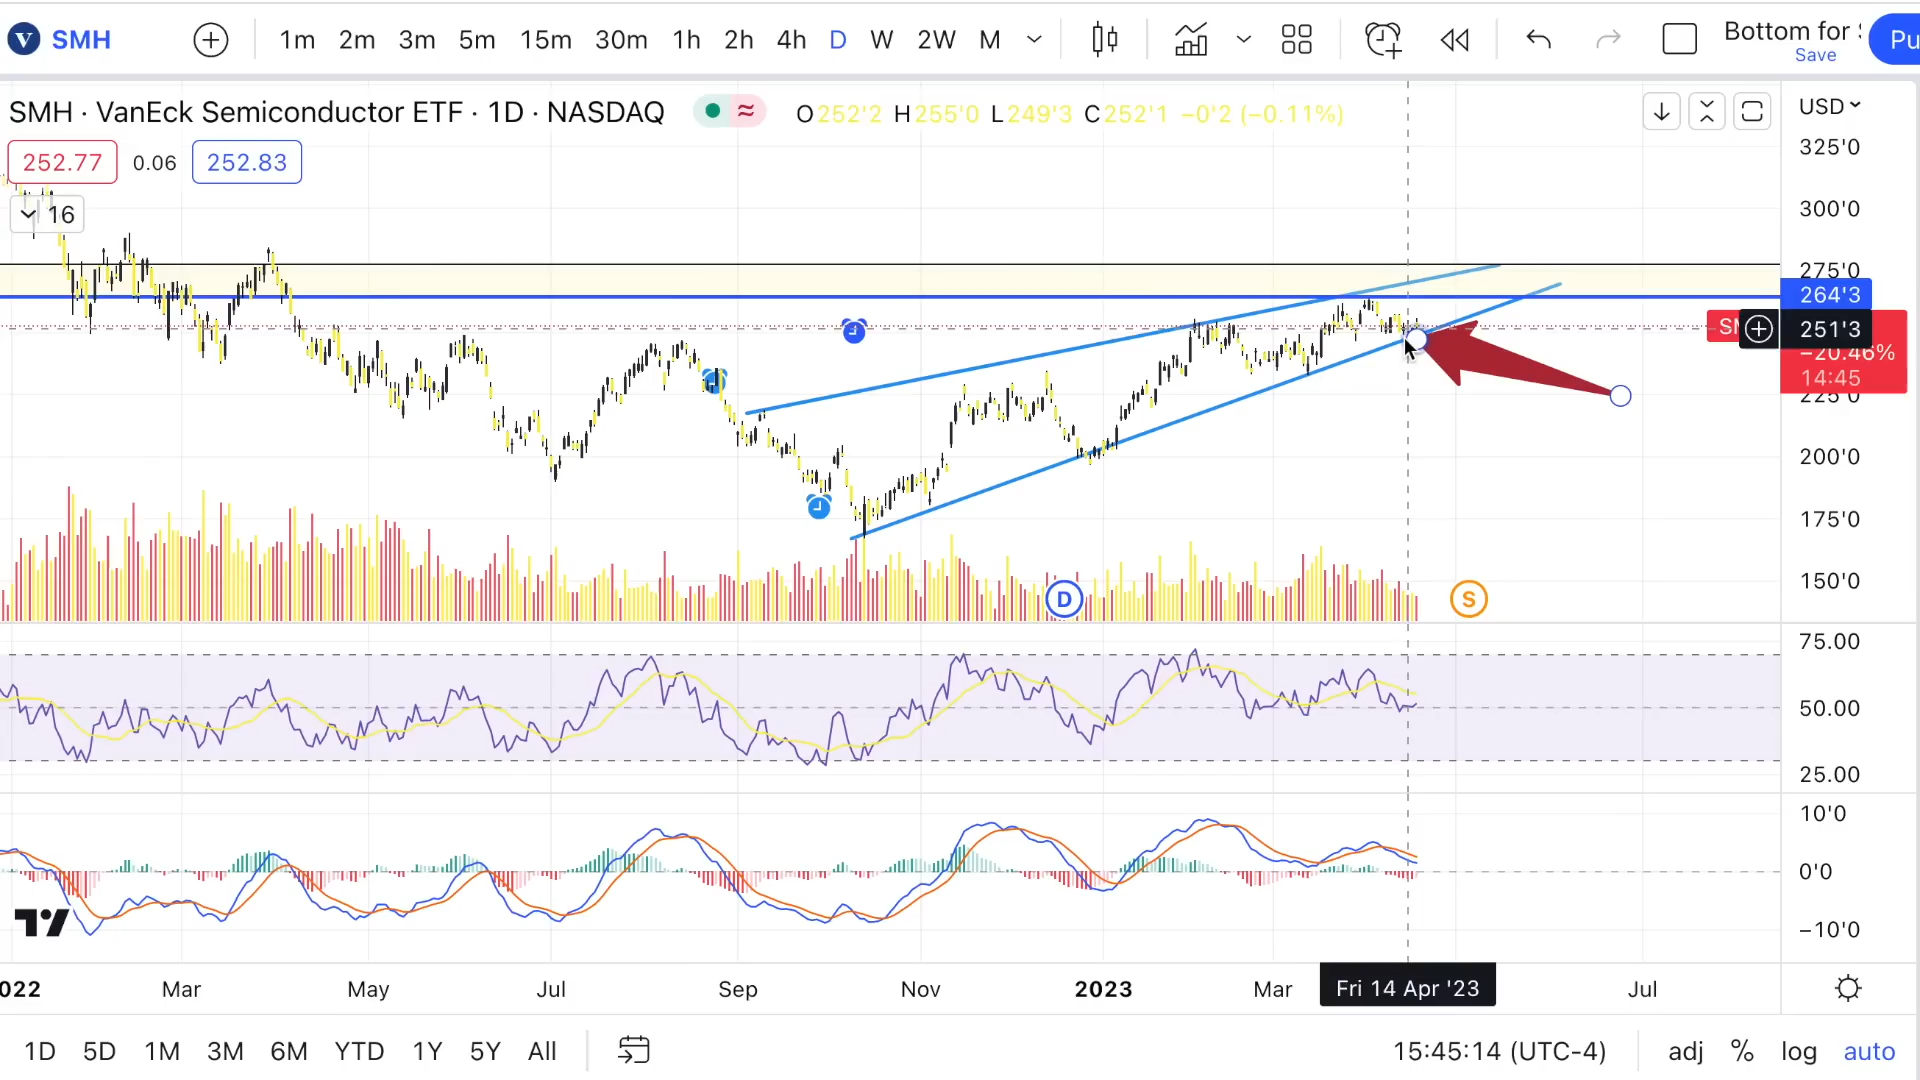 V SMH 1m 2m 3m 5m 15m 30m 1h 2h 4h D W 2W M Bottom for Pu
Save
SMH · VanEck Semiconductor ETF · 1D · NASDAQ ≈ O252'2 H255'0 L249'3 C252'1 −0'2 (−0.11%) USD
252.77 0.06 252.83
16
325'0
300'0
275'0
264'3
251'3
−20.46%
14:45
225'0
200'0
175'0
150'0
D S
75.00
50.00
25.00
10'0
0'0
−10'0
022 Mar May Jul Sep Nov 2023 Mar Fri 14 Apr '23 Jul
1D 5D 1M 3M 6M YTD 1Y 5Y All 15:45:14 (UTC-4) adj % log auto